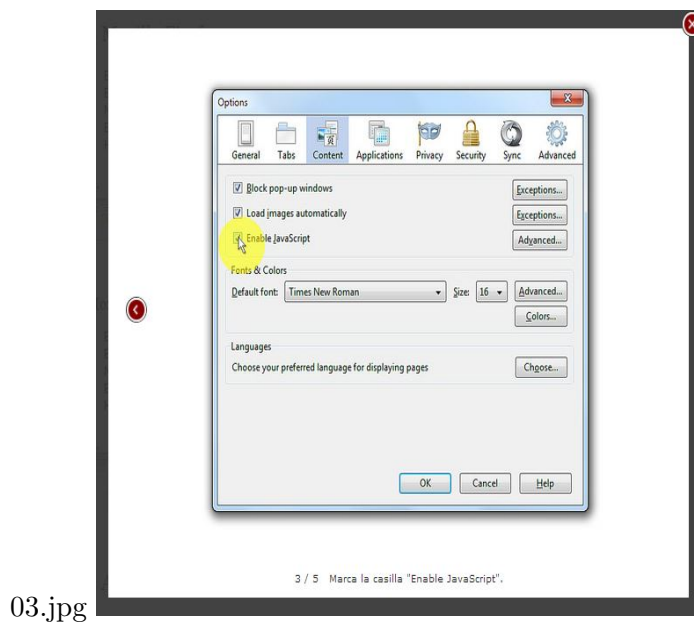 Options
General Tabs Content Applications Privacy Security Sync Advanced
Block pop-up windows Exceptions...
Load images automatically Exceptions...
Enable JavaScript Advanced...
Fonts & Colors
Default font: Times New Roman Size: 16 Advanced...
Colors...
Languages
Choose your preferred language for displaying pages Choose...
OK Cancel Help
3 / 5 Marca la casilla "Enable JavaScript".
03.jpg